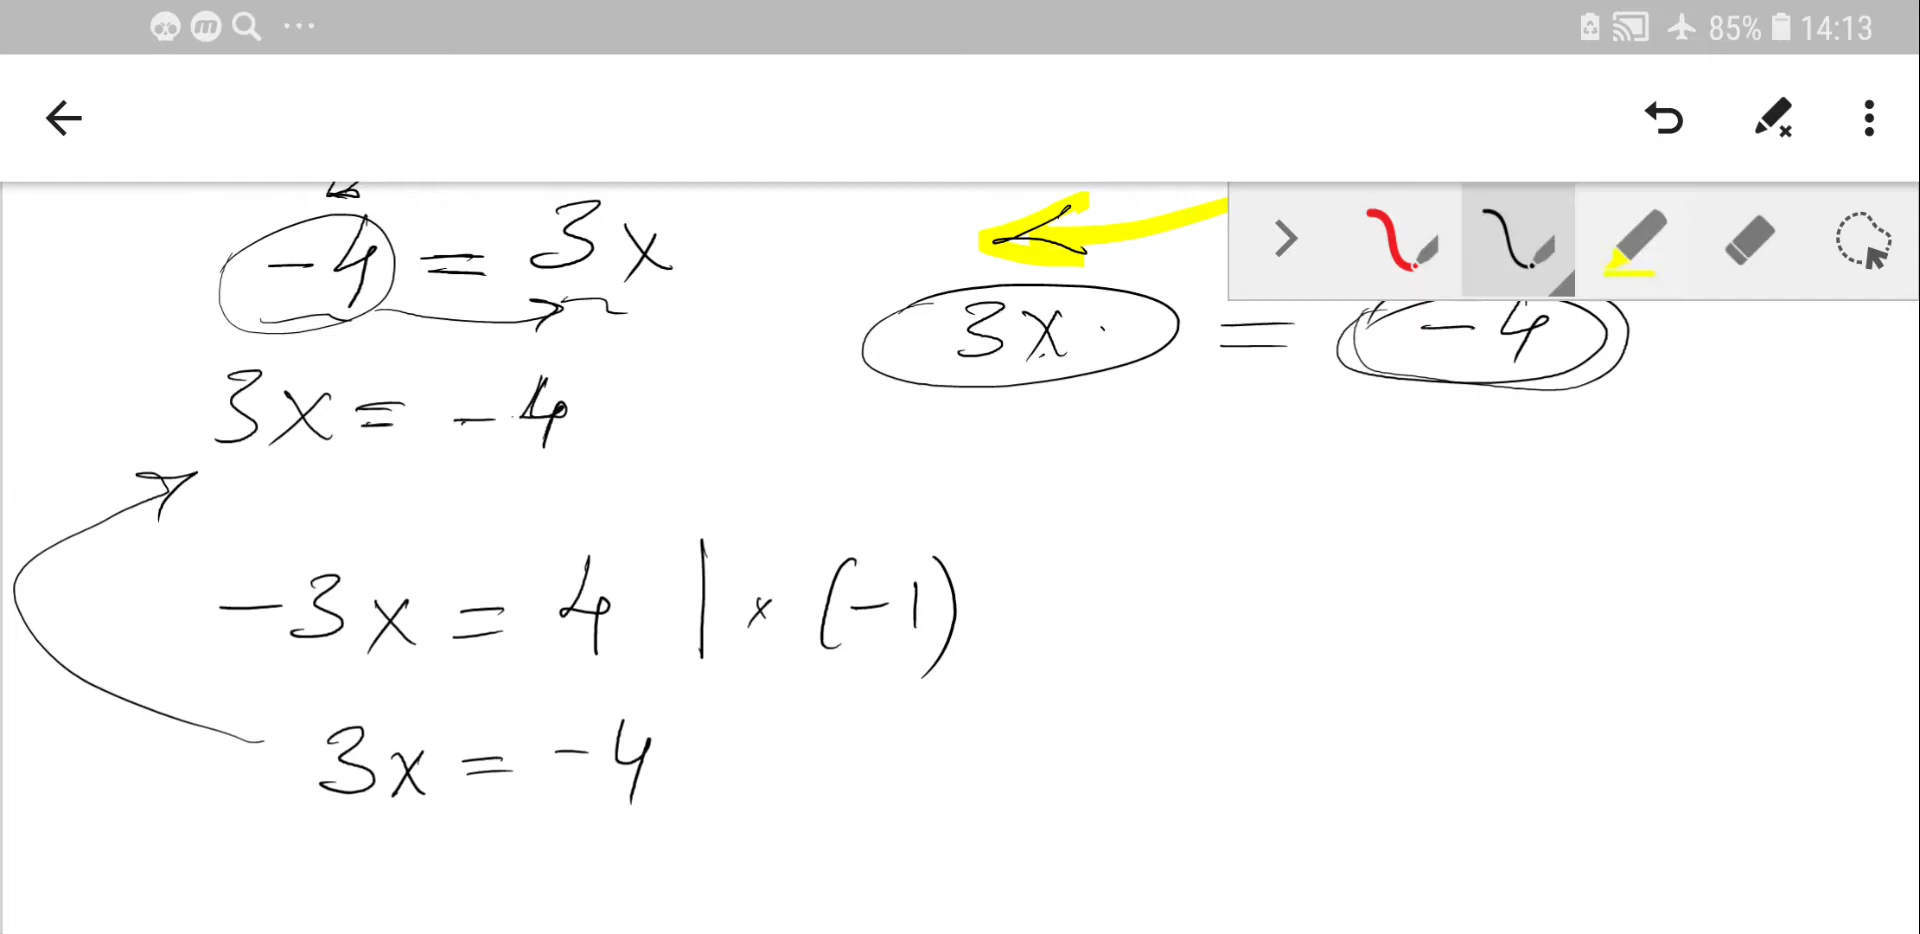 85% 14:13
-4 = 3x
3x = -4
3x = -4
-3x = 4 | × (-1)
3x = -4